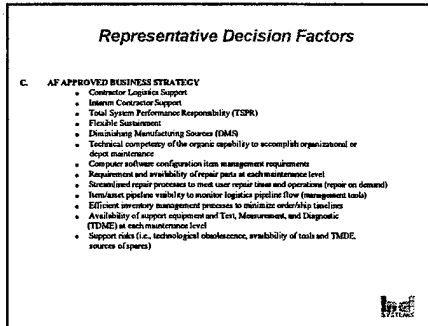 Representative Decision Factors
C. AF APPROVED BUSINESS STRATEGY
• Contractor Logistics Support
• Interim Contractor Support
• Total System Performance Responsibility (TSPR)
• Flexible Sustainment
• Diminishing Manufacturing Sources (DMS)
• Technical competency of the organic capability to accomplish organizational or
depot maintenance
• Computer software configuration item management requirements
• Requirement and availability of repair parts at each maintenance level
• Streamlined repair processes to meet user repair times and operations (repair on demand)
• Item/asset pipeline visibility to monitor logistics pipeline flow (management tools)
• Efficient inventory management processes to minimize order/ship timelines
• Availability of support equipment and Test, Measurement, and Diagnostic
(TDME) at each maintenance level
• Support risks (i.e., technological obsolescence, availability of tools and TMDE,
sources of spares)
SYSTEMS